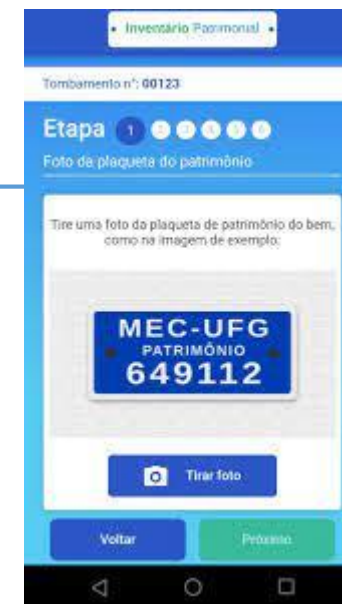 Inventário Patrimonial
Tombamento nº: 00123
Etapa 1 2 3 4 5 6
Foto da plaqueta do patrimônio
Tire uma foto da plaqueta de patrimônio do bem,
como na imagem de exemplo:
MEC-UFG
PATRIMÔNIO
649112
Tirar foto
Voltar Próximo